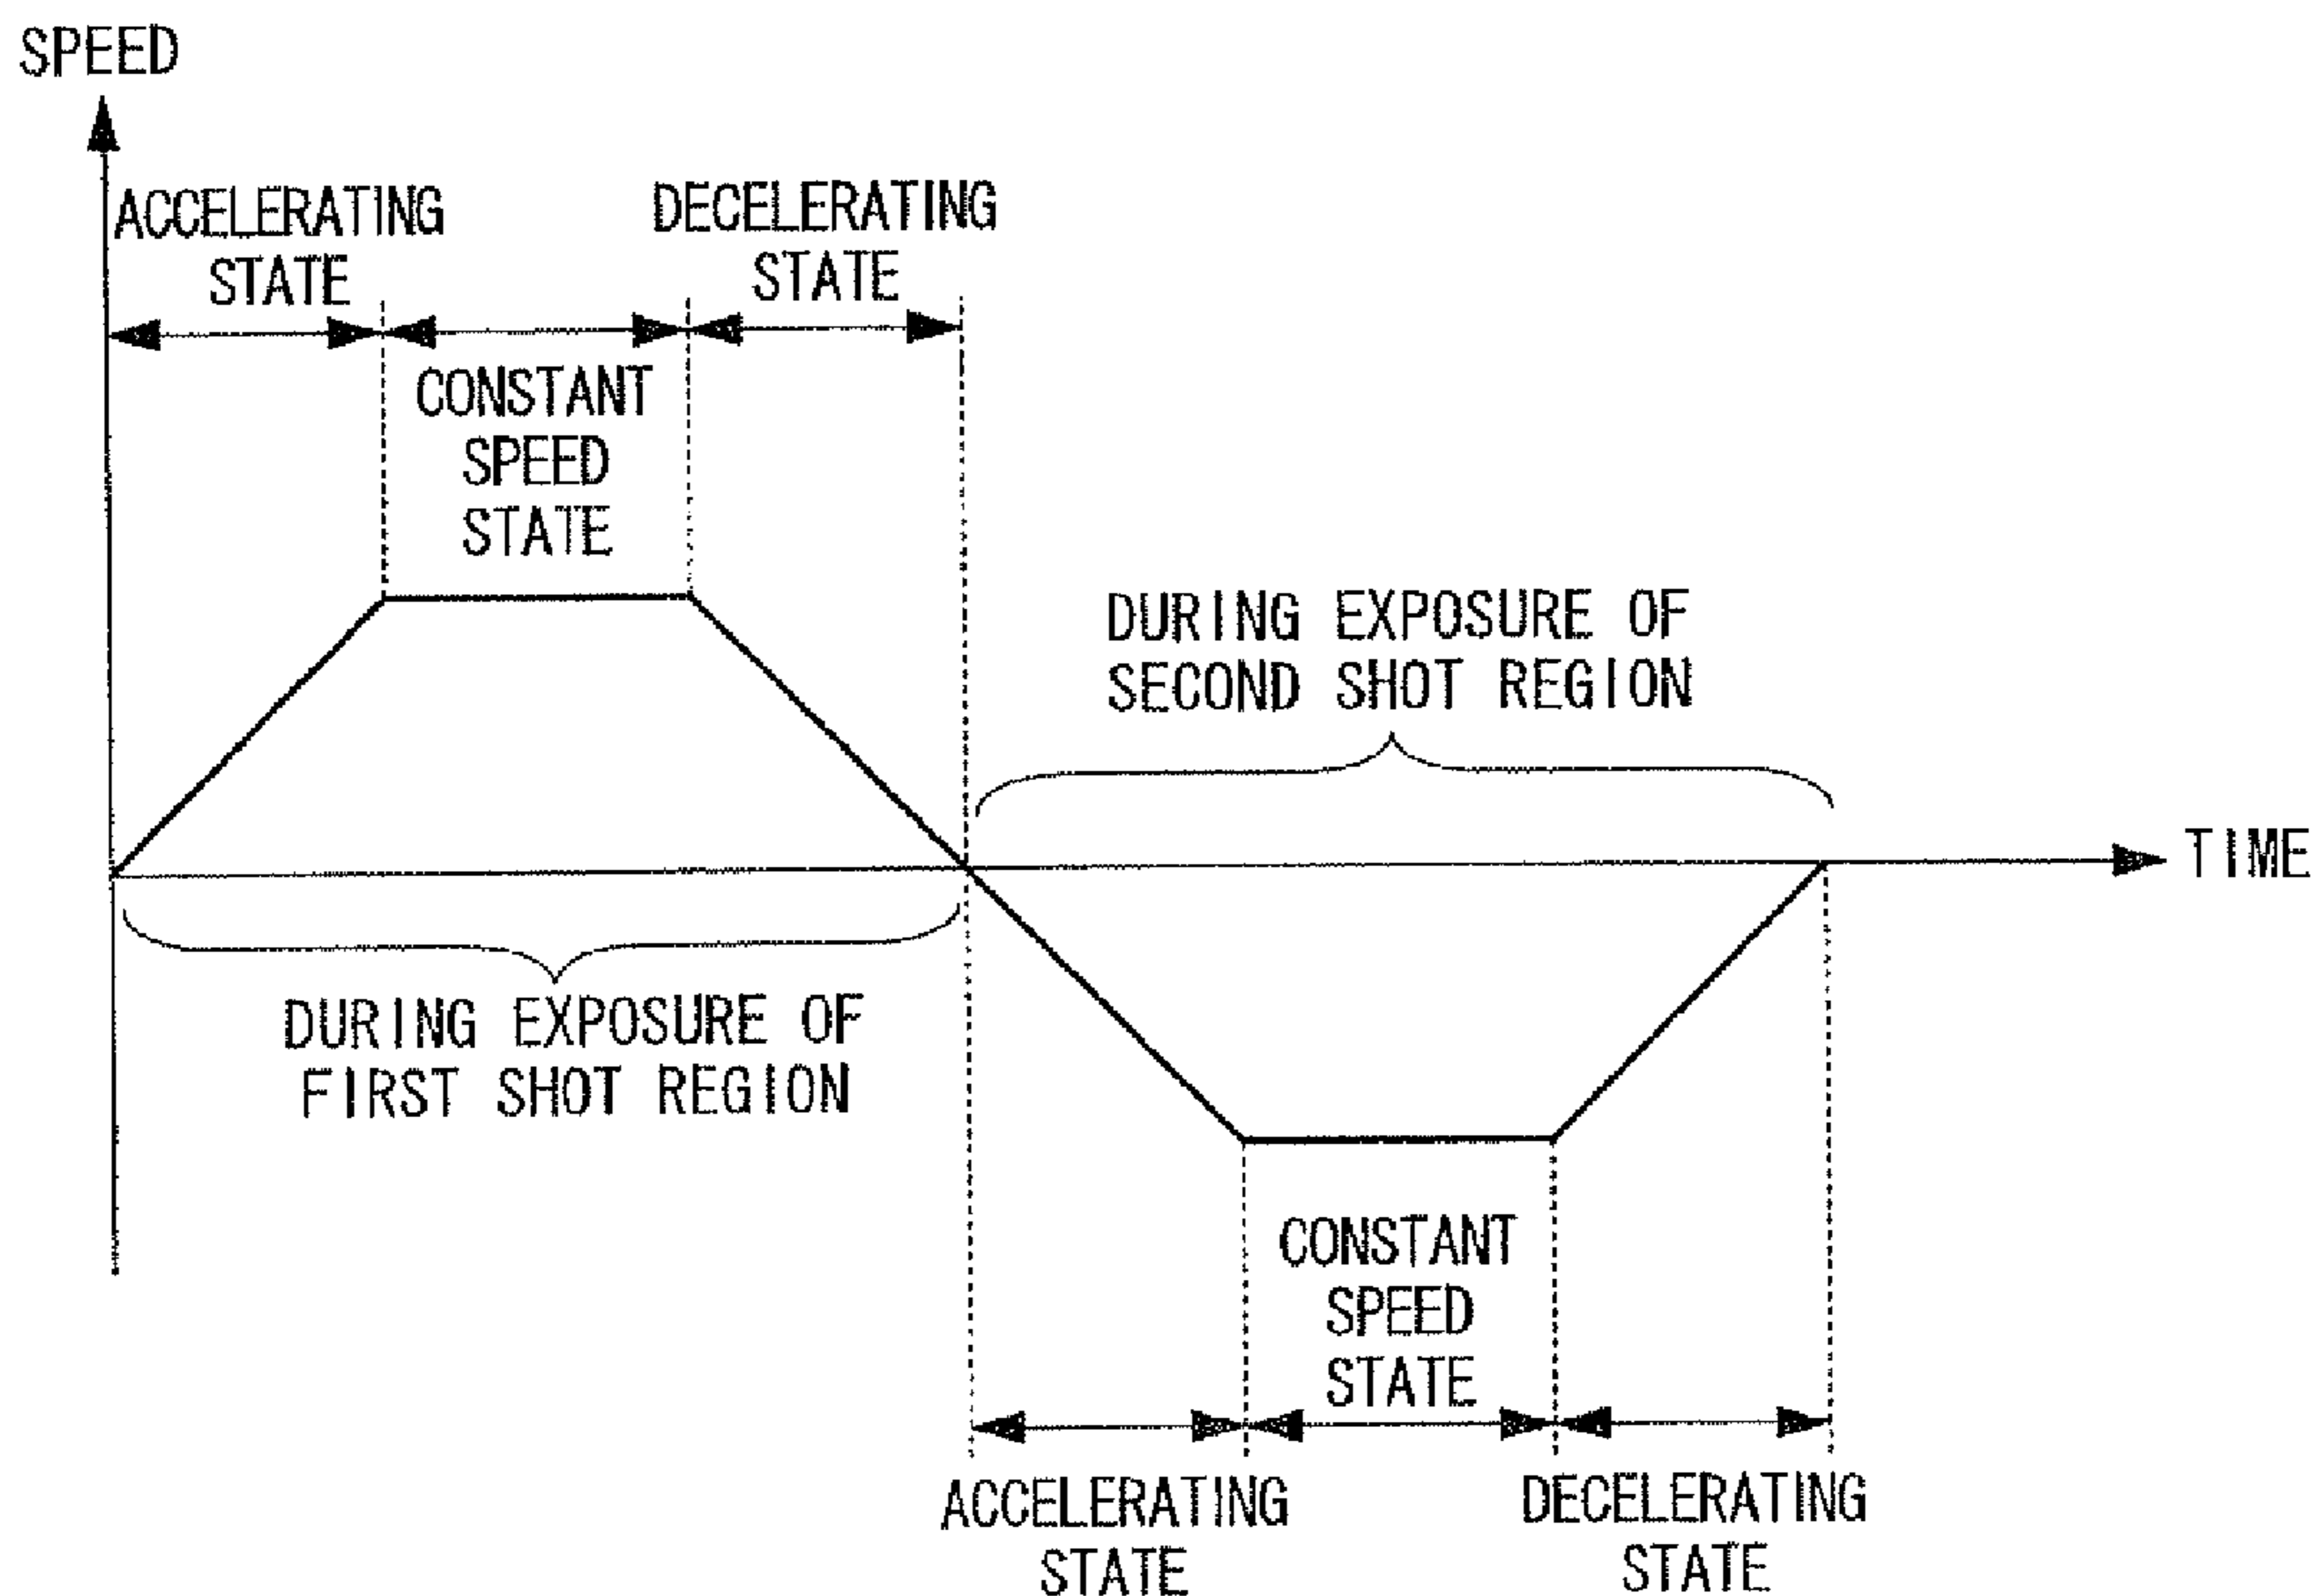 SPEED
ACCELERATING
STATE
DECELERATING
STATE
CONSTANT
SPEED
STATE
DURING EXPOSURE OF
SECOND SHOT REGION
TIME
DURING EXPOSURE OF
FIRST SHOT REGION
CONSTANT
SPEED
STATE
ACCELERATING
STATE
DECELERATING
STATE